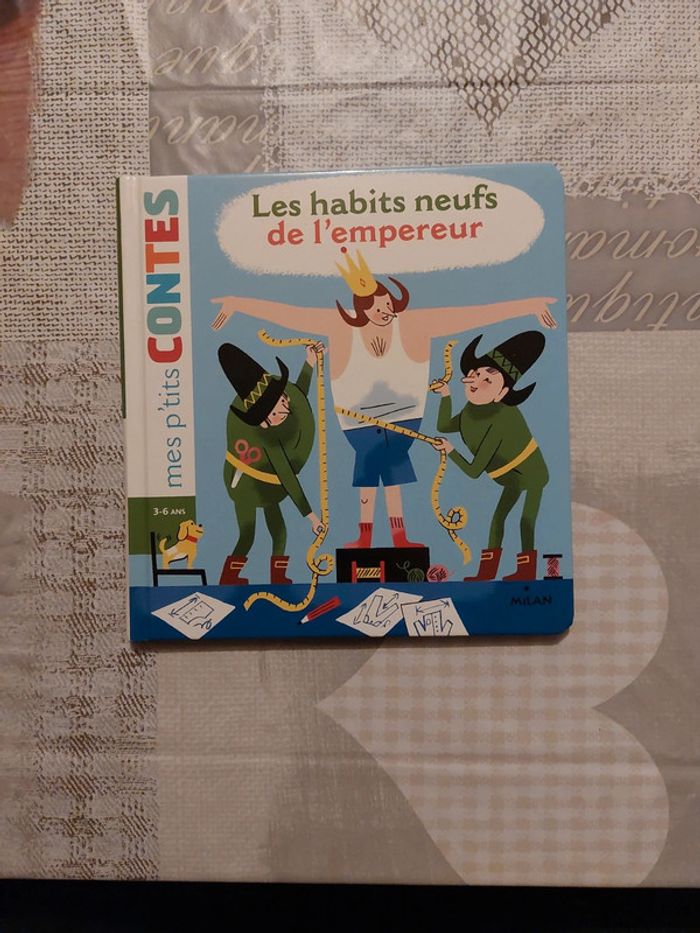 Les habits neufs
de l'empereur
mes p'tits CONTES
3-6 ANS
MiLAN